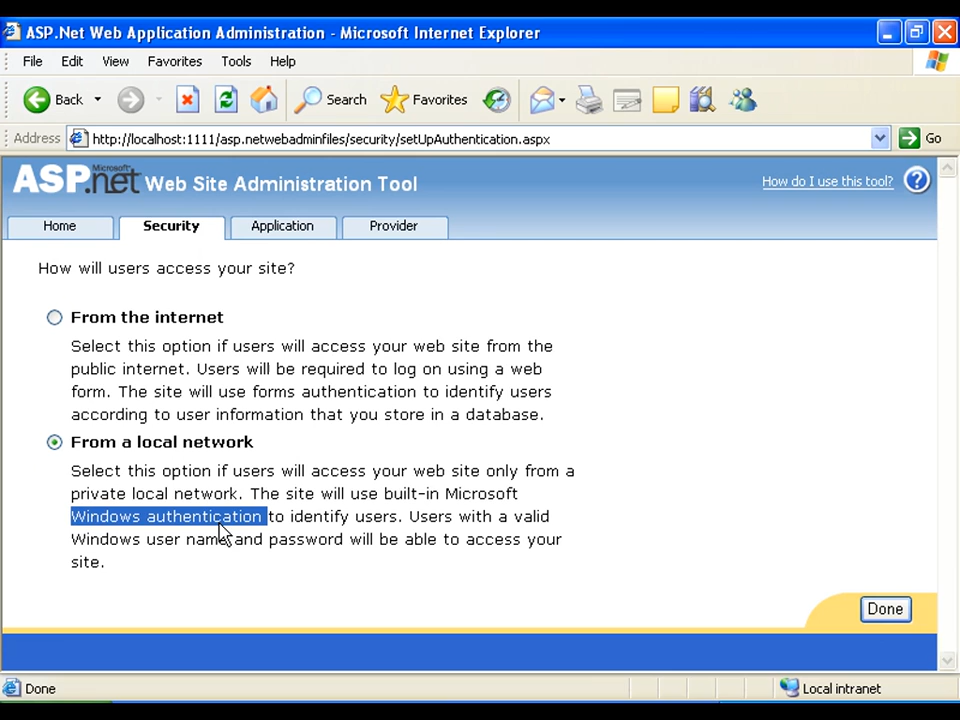 ASP.Net Web Application Administration - Microsoft Internet Explorer
File Edit View Favorites Tools Help
Back Search Favorites
Address http://localhost:1111/asp.netwebadminfiles/security/setUpAuthentication.aspx Go
Microsoft ASP.net Web Site Administration Tool How do I use this tool? ?
Home Security Application Provider
How will users access your site?
From the internet
Select this option if users will access your web site from the
public internet. Users will be required to log on using a web
form. The site will use forms authentication to identify users
according to user information that you store in a database.
From a local network
Select this option if users will access your web site only from a
private local network. The site will use built-in Microsoft
Windows authentication to identify users. Users with a valid
Windows user name and password will be able to access your
site.
Done
Done Local intranet